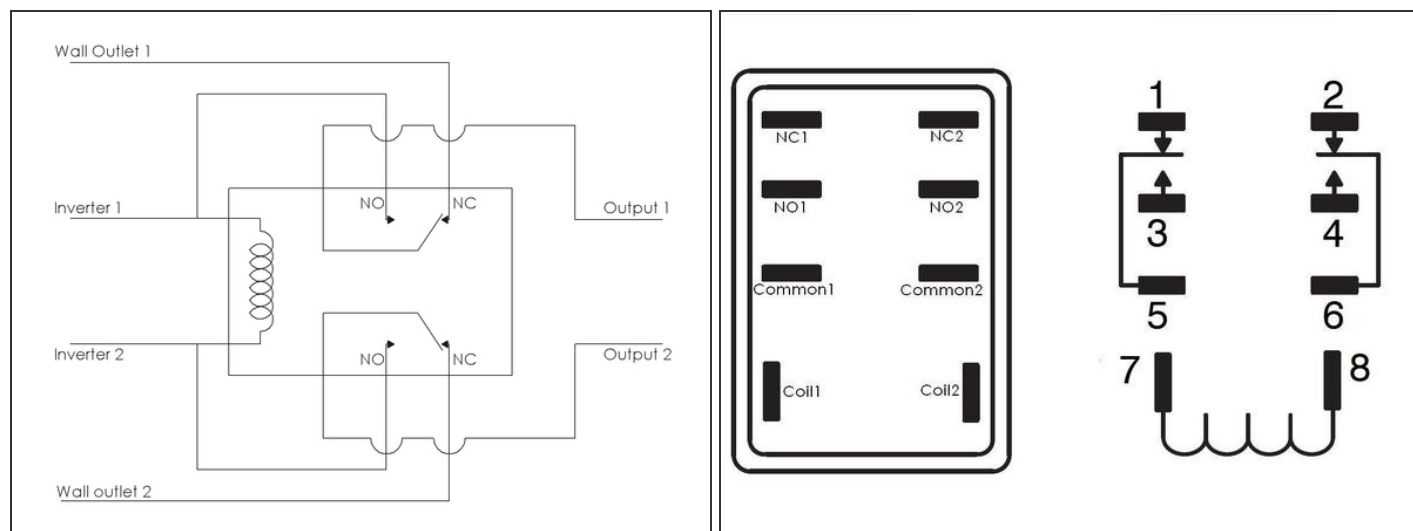 Wall Outlet 1
NO
NC
Inverter 1
Output 1
Inverter 2
NO
NC
Output 2
Wall outlet 2
NC1
NC2
NO1
NO2
Common1
Common2
Coil1
Coil2
1
2
3
4
5
6
7
8